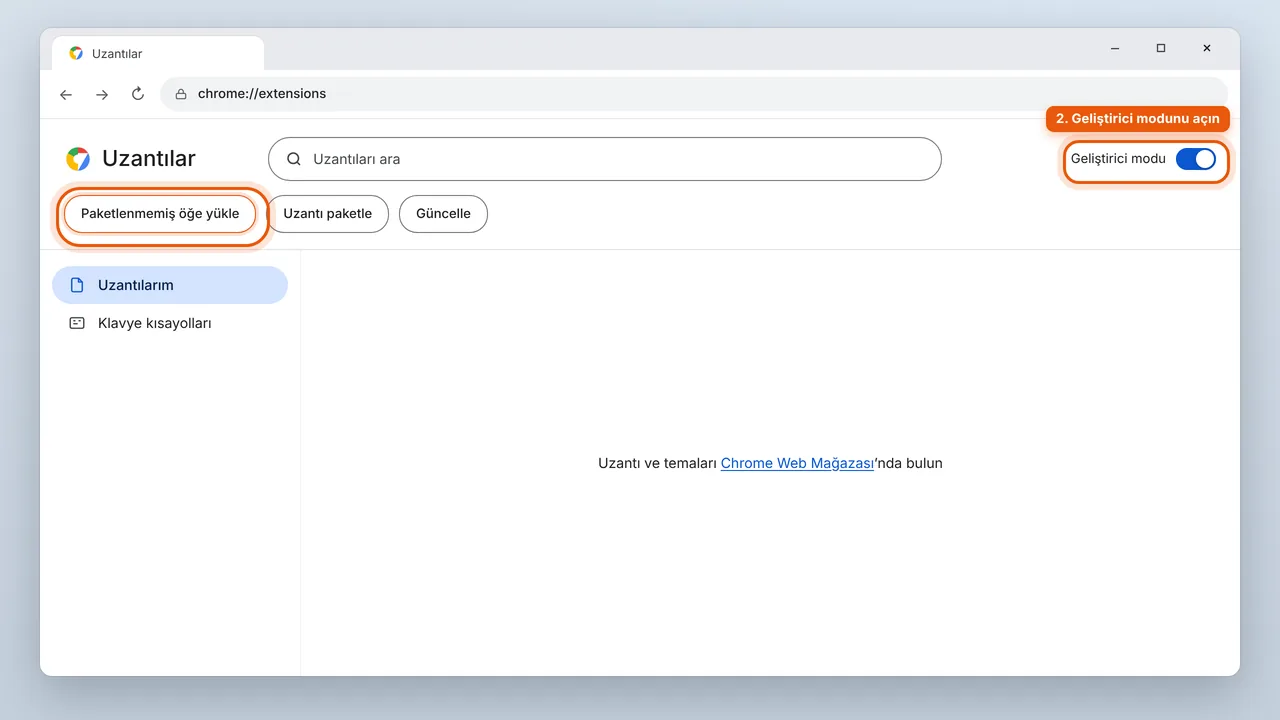 Uzantılar
chrome://extensions
2. Geliştirici modunu açın
Uzantılar
Uzantıları ara
Geliştirici modu
Paketlenmemiş öğe yükle
Uzantı paketle
Güncelle
Uzantılarım
Klavye kısayolları
Uzantı ve temaları Chrome Web Mağazası’nda bulun